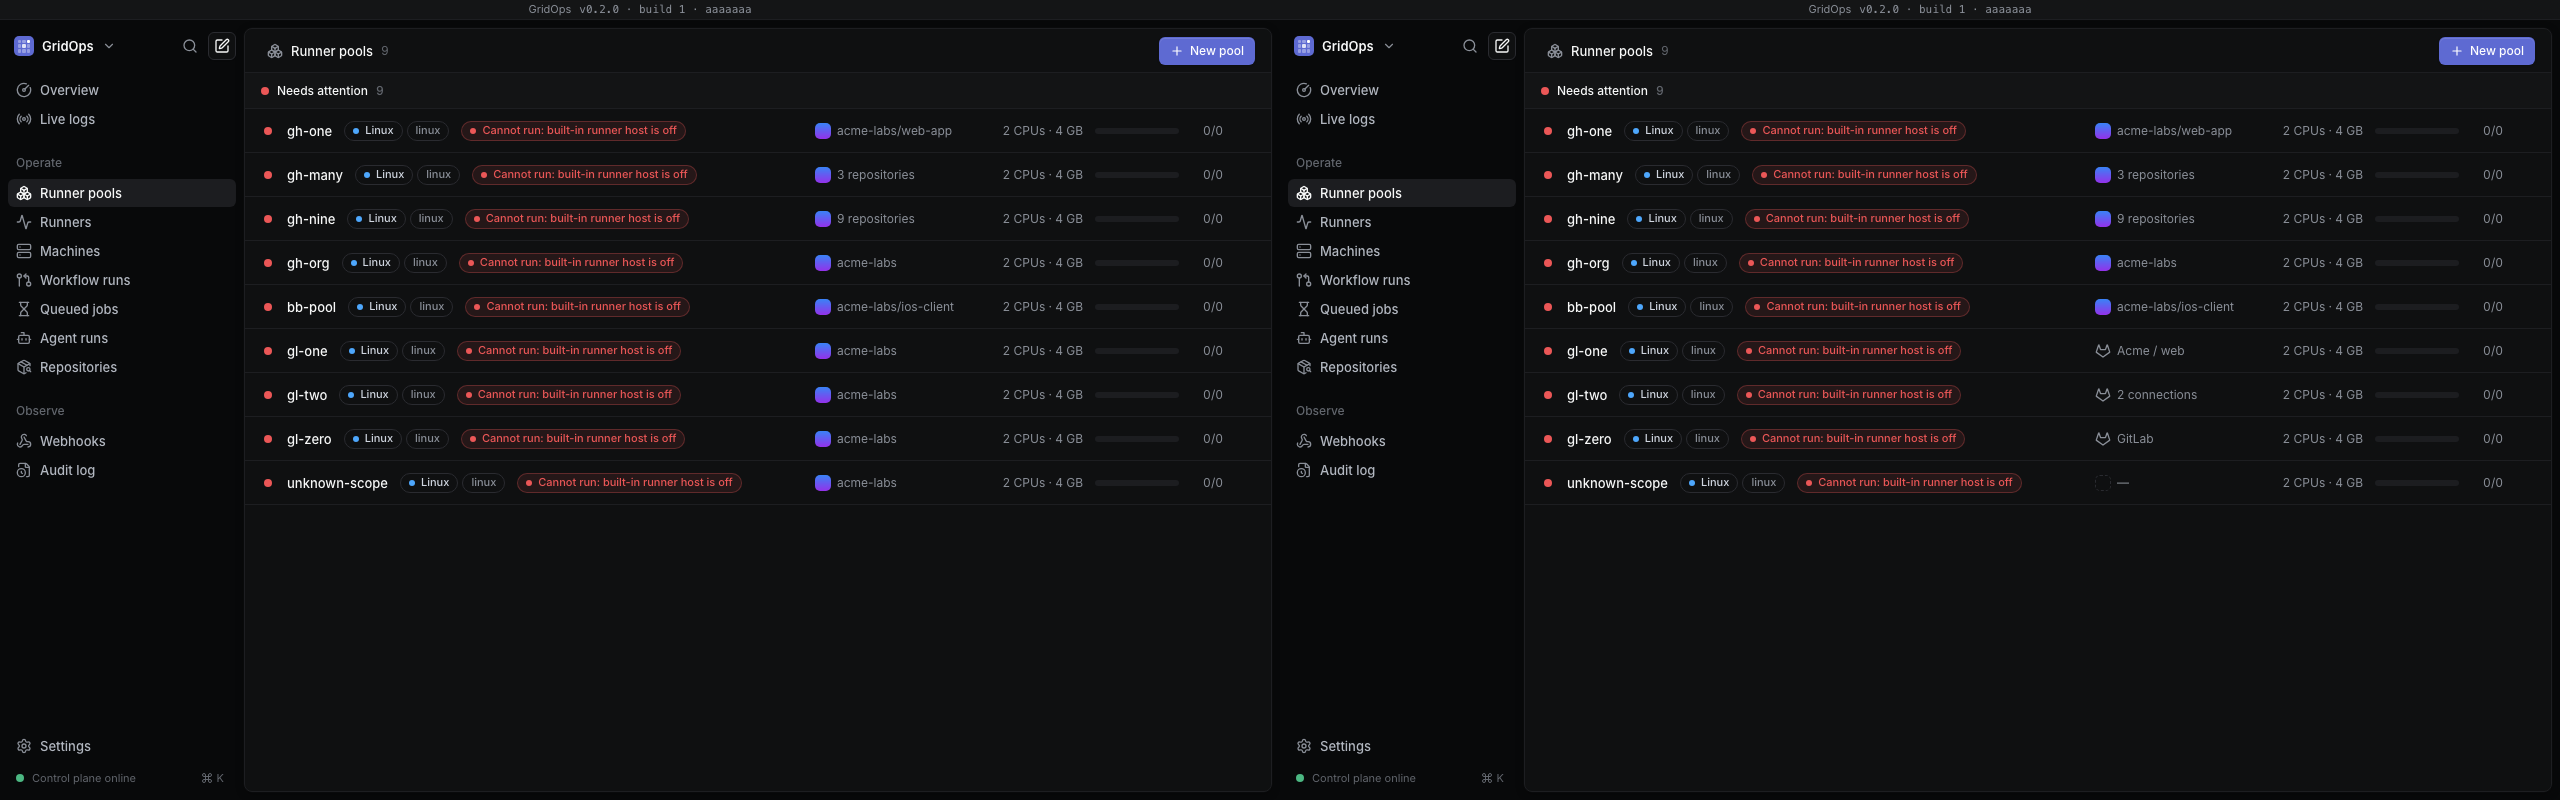 GridOps v0.2.0 · build 1 · aaaaaaa
GridOps
Overview
Live logs
Operate
Runner pools
Runners
Machines
Workflow runs
Queued jobs
Agent runs
Repositories
Observe
Webhooks
Audit log
Settings
Control plane online ⌘ K
Runner pools 9 + New pool
Needs attention 9
gh-one Linux linux Cannot run: built-in runner host is off acme-labs/web-app 2 CPUs · 4 GB 0/0
gh-many Linux linux Cannot run: built-in runner host is off 3 repositories 2 CPUs · 4 GB 0/0
gh-nine Linux linux Cannot run: built-in runner host is off 9 repositories 2 CPUs · 4 GB 0/0
gh-org Linux linux Cannot run: built-in runner host is off acme-labs 2 CPUs · 4 GB 0/0
bb-pool Linux linux Cannot run: built-in runner host is off acme-labs/ios-client 2 CPUs · 4 GB 0/0
gl-one Linux linux Cannot run: built-in runner host is off acme-labs 2 CPUs · 4 GB 0/0
gl-two Linux linux Cannot run: built-in runner host is off acme-labs 2 CPUs · 4 GB 0/0
gl-zero Linux linux Cannot run: built-in runner host is off acme-labs 2 CPUs · 4 GB 0/0
unknown-scope Linux linux Cannot run: built-in runner host is off acme-labs 2 CPUs · 4 GB 0/0
GridOps v0.2.0 · build 1 · aaaaaaa
GridOps
Overview
Live logs
Operate
Runner pools
Runners
Machines
Workflow runs
Queued jobs
Agent runs
Repositories
Observe
Webhooks
Audit log
Settings
Control plane online ⌘ K
Runner pools 9 + New pool
Needs attention 9
gh-one Linux linux Cannot run: built-in runner host is off acme-labs/web-app 2 CPUs · 4 GB 0/0
gh-many Linux linux Cannot run: built-in runner host is off 3 repositories 2 CPUs · 4 GB 0/0
gh-nine Linux linux Cannot run: built-in runner host is off 9 repositories 2 CPUs · 4 GB 0/0
gh-org Linux linux Cannot run: built-in runner host is off acme-labs 2 CPUs · 4 GB 0/0
bb-pool Linux linux Cannot run: built-in runner host is off acme-labs/ios-client 2 CPUs · 4 GB 0/0
gl-one Linux linux Cannot run: built-in runner host is off Acme / web 2 CPUs · 4 GB 0/0
gl-two Linux linux Cannot run: built-in runner host is off 2 connections 2 CPUs · 4 GB 0/0
gl-zero Linux linux Cannot run: built-in runner host is off GitLab 2 CPUs · 4 GB 0/0
unknown-scope Linux linux Cannot run: built-in runner host is off — 2 CPUs · 4 GB 0/0